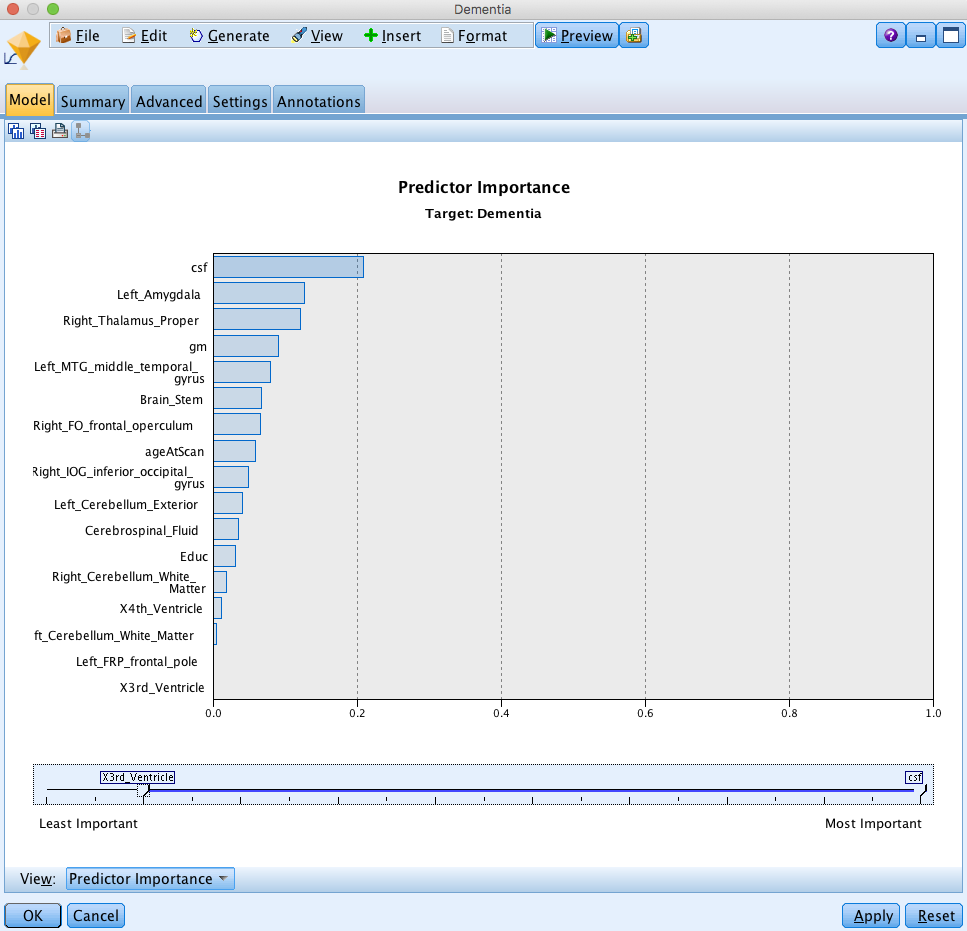 Dementia
File Edit Generate View Insert Format Preview ?
Model Summary Advanced Settings Annotations
Predictor Importance
Target: Dementia
csf
Left_Amygdala
Right_Thalamus_Proper
gm
Left_MTG_middle_temporal_
gyrus
Brain_Stem
Right_FO_frontal_operculum
ageAtScan
Right_IOG_inferior_occipital_
gyrus
Left_Cerebellum_Exterior
Cerebrospinal_Fluid
Educ
Right_Cerebellum_White_
Matter
X4th_Ventricle
ft_Cerebellum_White_Matter
Left_FRP_frontal_pole
X3rd_Ventricle
0.0 0.2 0.4 0.6 0.8 1.0
X3rd_Ventricle csf
Least Important Most Important
View: Predictor Importance
OK Cancel Apply Reset